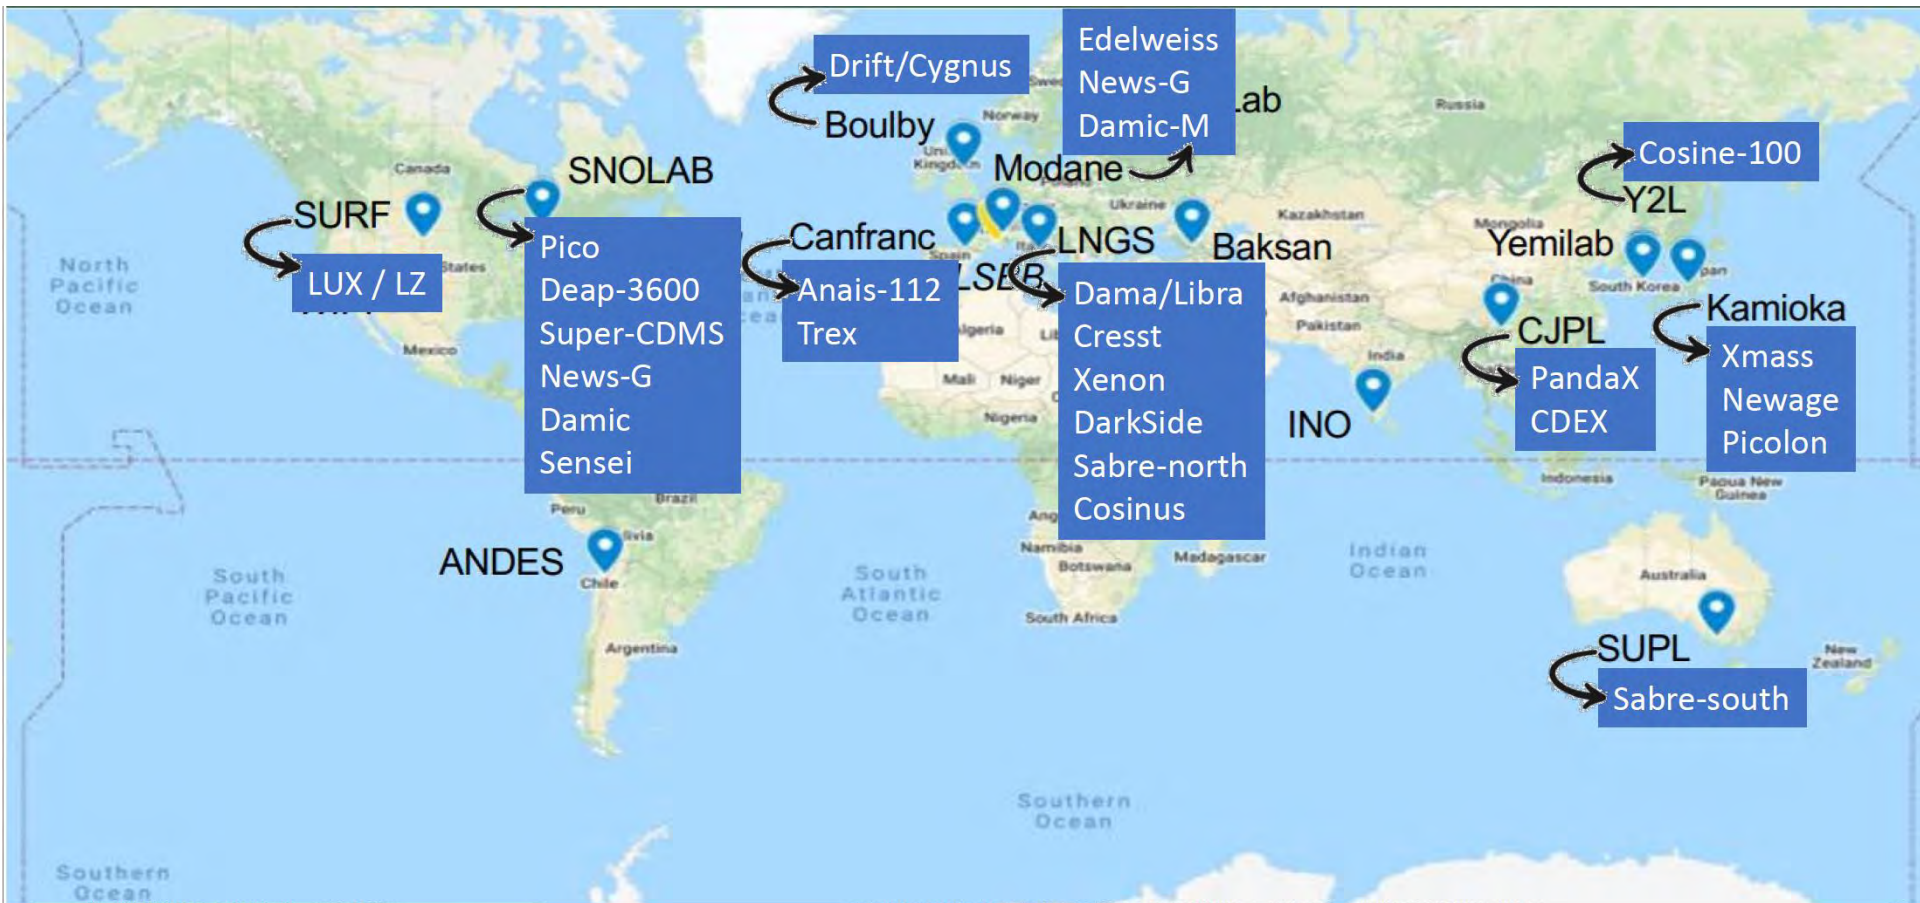 Drift/Cygnus
Boulby
Edelweiss
News-G
Damic-M
Lab
Modane
Norway
Russia
Canada
SNOLAB
SURF
LUX / LZ
Pico
Deap-3600
Super-CDMS
News-G
Damic
Sensei
States
Mexico
North
Pacific
Ocean
Canfranc
Anais-112
Trex
Spain
LSBB
LNGS
Dama/Libra
Cresst
Xenon
DarkSide
Sabre-north
Cosinus
Ukraine
Baksan
Kazakhstan
Mongolia
Cosine-100
Y2L
Yemilab
South Korea
China
Afghanistan
Pakistan
India
INO
CJPL
PandaX
CDEX
Kamioka
Xmass
Newage
Picolon
Mali
Niger
Nigeria
Indonesia
Papua New
Guinea
Brazil
Peru
ANDES
Chile
Argentina
South
Pacific
Ocean
South
Atlantic
Ocean
Namibia
Botswana
Madagascar
South Africa
Indian
Ocean
Australia
SUPL
Sabre-south
New
Zealand
Southern
Ocean
Southern
Ocean